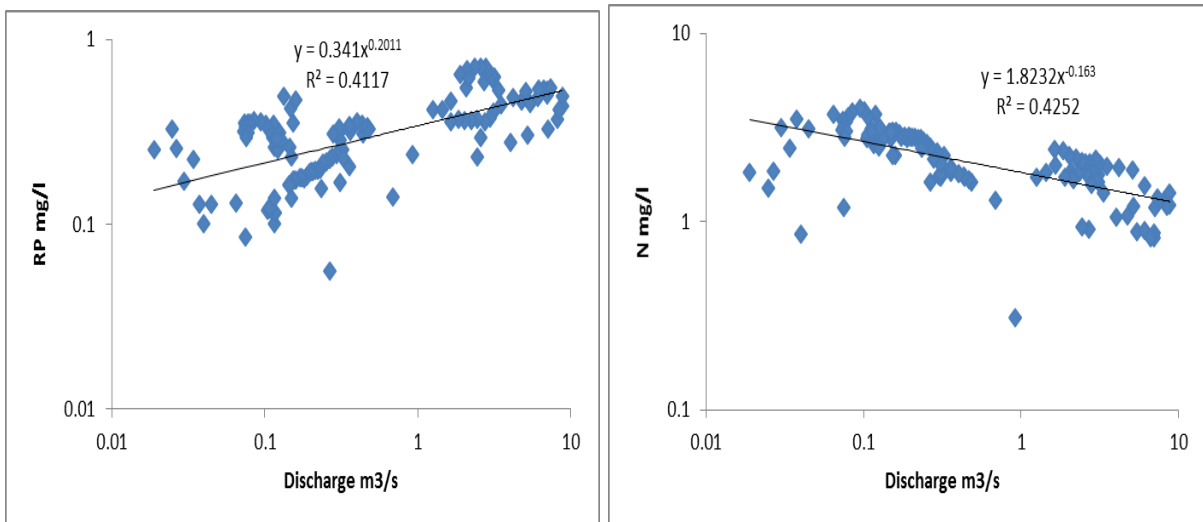 1
0.1
0.01
0.01
0.1
1
10
RP mg/l
Discharge m3/s
y = 0.341x^0.2011
R² = 0.4117
10
1
0.1
0.01
0.1
1
10
N mg/l
Discharge m3/s
y = 1.8232x^-0.163
R² = 0.4252